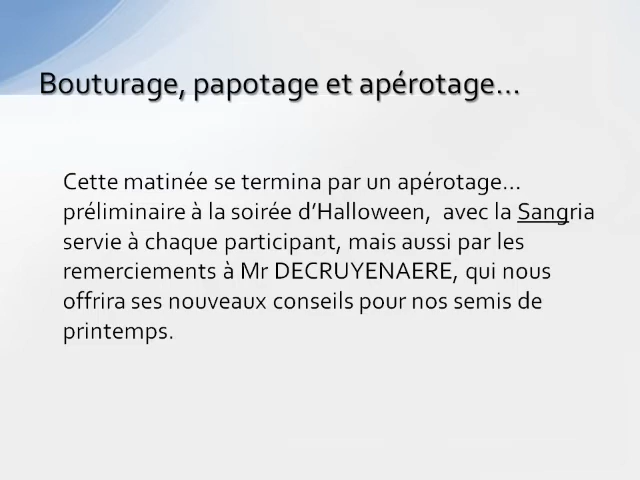 Bouturage, papotage et apérotage...
Cette matinée se termina par un apérotage...
préliminaire à la soirée d’Halloween,  avec la Sangria
servie à chaque participant, mais aussi par les
remerciements à Mr DECRUYENAERE, qui nous
offrira ses nouveaux conseils pour nos semis de
printemps.